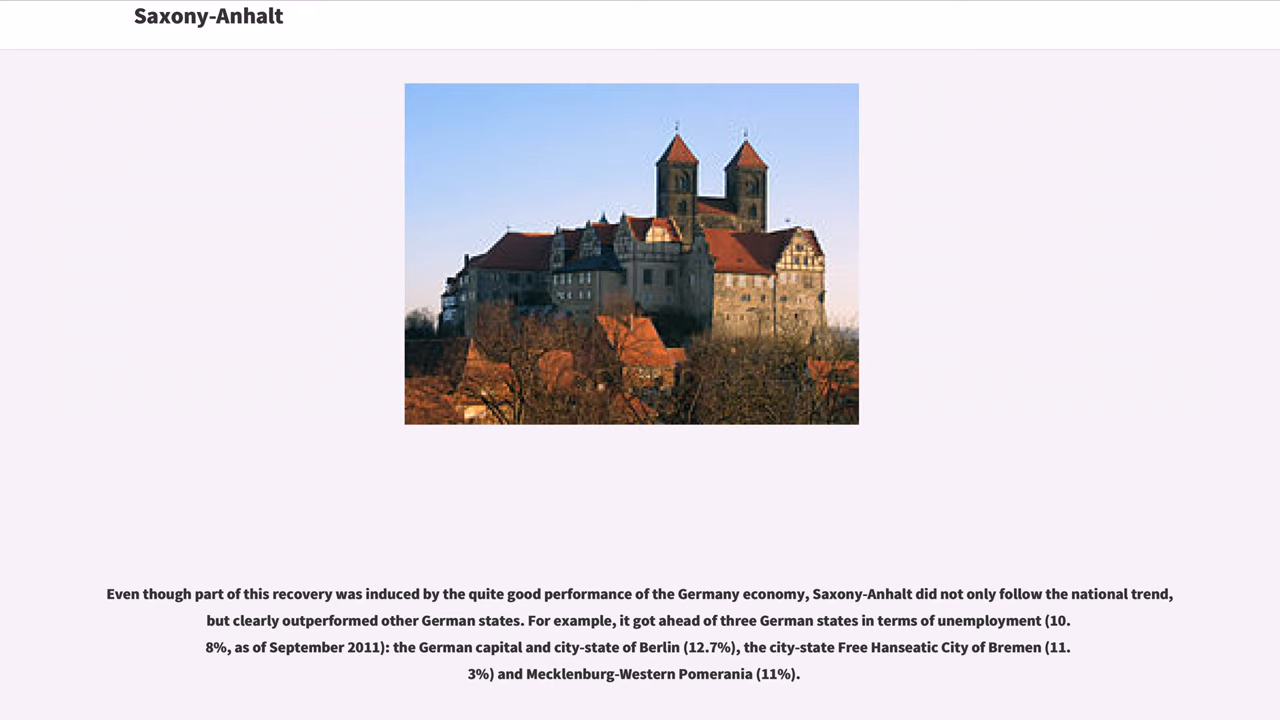 Saxony-Anhalt
Even though part of this recovery was induced by the quite good performance of the Germany economy, Saxony-Anhalt did not only follow the national trend,
but clearly outperformed other German states. For example, it got ahead of three German states in terms of unemployment (10.
8%, as of September 2011): the German capital and city-state of Berlin (12.7%), the city-state Free Hanseatic City of Bremen (11.
3%) and Mecklenburg-Western Pomerania (11%).